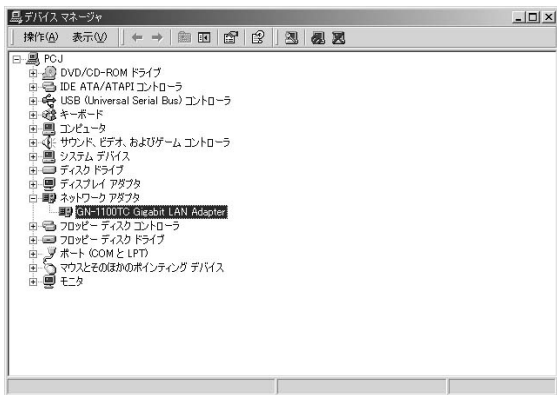 デバイス マネージャ
操作(A) 表示(V)
PCJ
DVD/CD-ROM ドライブ
IDE ATA/ATAPI コントローラ
USB (Universal Serial Bus) コントローラ
キーボード
コンピュータ
サウンド、ビデオ、およびゲーム コントローラ
システム デバイス
ディスク ドライブ
ディスプレイ アダプタ
ネットワーク アダプタ
GN-1100TC Gigabit LAN Adapter
フロッピー ディスク コントローラ
フロッピー ディスク ドライブ
ポート (COM と LPT)
マウスとそのほかのポインティング デバイス
モニタ